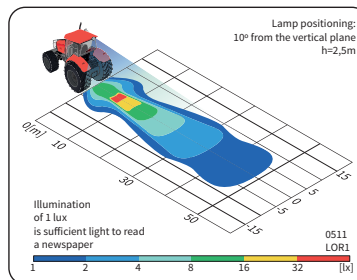 Lamp positioning:
10º from the vertical plane
h=2,5m
0[m]
10
30
50
-15
-5
0
5
15
Illumination
of 1 lux
is sufficient light to read
a newspaper
0511
LOR1
1 2 4 8 16 32 [lx]